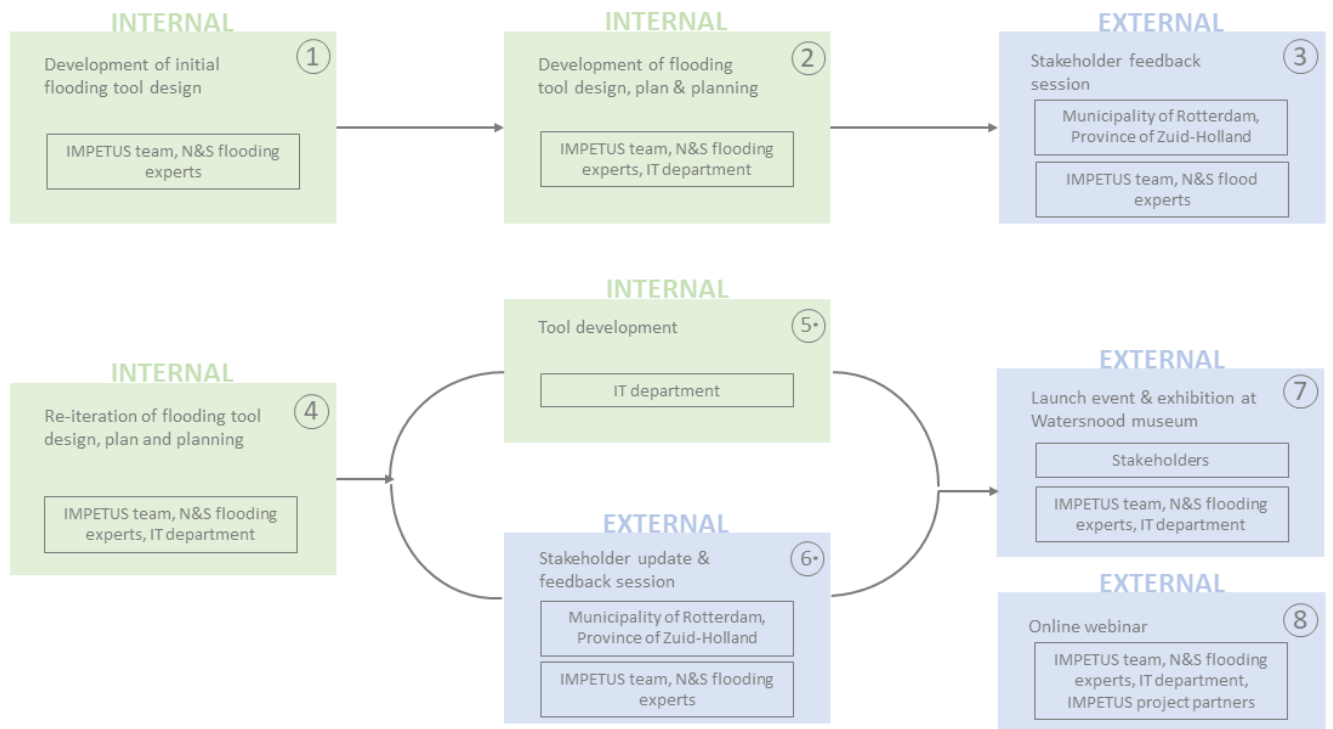 INTERNAL
1
Development of initial
flooding tool design
IMPETUS team, N&S flooding
experts
INTERNAL
2
Development of flooding
tool design, plan & planning
IMPETUS team, N&S flooding
experts, IT department
EXTERNAL
3
Stakeholder feedback
session
Municipality of Rotterdam,
Province of Zuid-Holland
IMPETUS team, N&S flood
experts
INTERNAL
4
Re-iteration of flooding tool
design, plan and planning
IMPETUS team, N&S flooding
experts, IT department
INTERNAL
5*
Tool development
IT department
EXTERNAL
6*
Stakeholder update &
feedback session
Municipality of Rotterdam,
Province of Zuid-Holland
IMPETUS team, N&S flooding
experts
EXTERNAL
7
Launch event & exhibition at
Watersnood museum
Stakeholders
IMPETUS team, N&S flooding
experts, IT department
EXTERNAL
8
Online webinar
IMPETUS team, N&S flooding
experts, IT department,
IMPETUS project partners